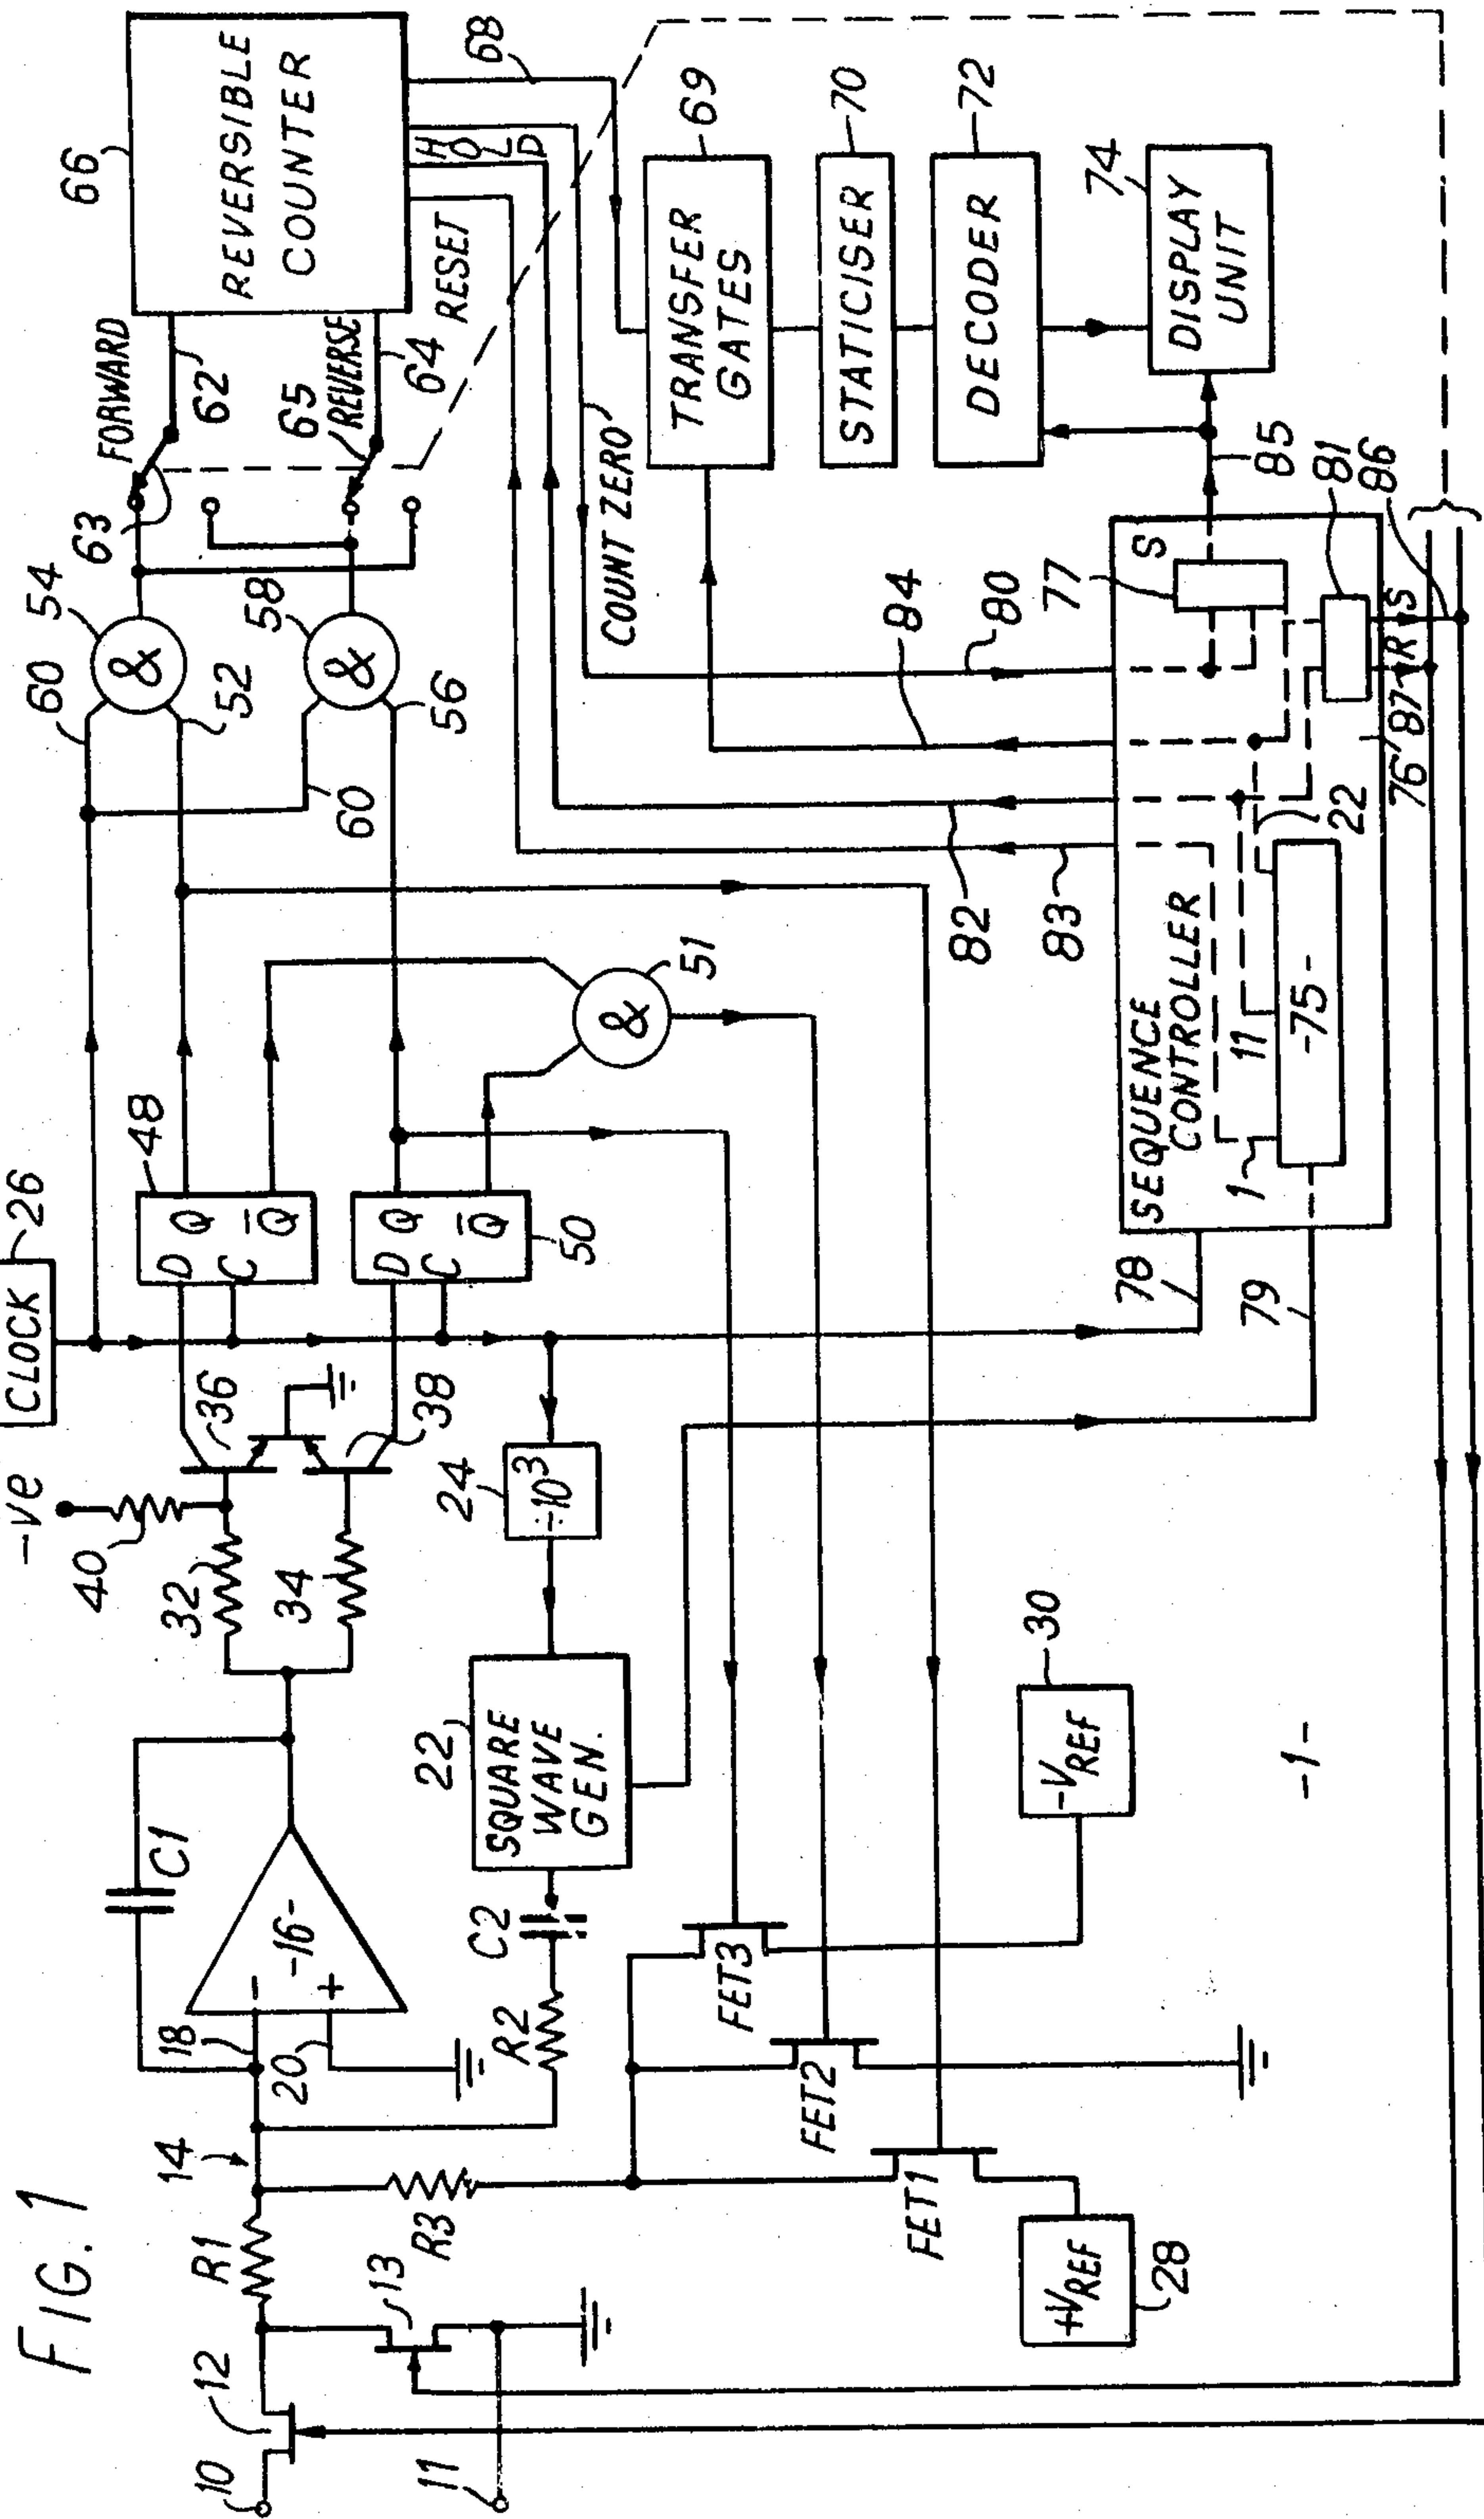 FIG. 1
10
12
11
13
R1
14
R3
18
20
-16-
C1
R2
C2
22
SQUARE
WAVE
GEN.
24
÷10³
-ve
40
32
34
36
38
CLOCK
26
48
D Q
C Q̅
50
D Q
C Q̅
51
&
60
52
54
&
60
56
58
&
63
FORWARD
62
65
REVERSE
64
66
REVERSIBLE
COUNTER
RESET
HOLD
68
COUNT ZERO
69
TRANSFER
GATES
70
STATICISER
72
DECODER
74
DISPLAY
UNIT
FET1
FET2
FET3
+VREF
28
-VREF
30
-1-
78
79
SEQUENCE
CONTROLLER
1
11
22
-75-
82
83
84
80
77
S
85
81
86
76
87
R
S